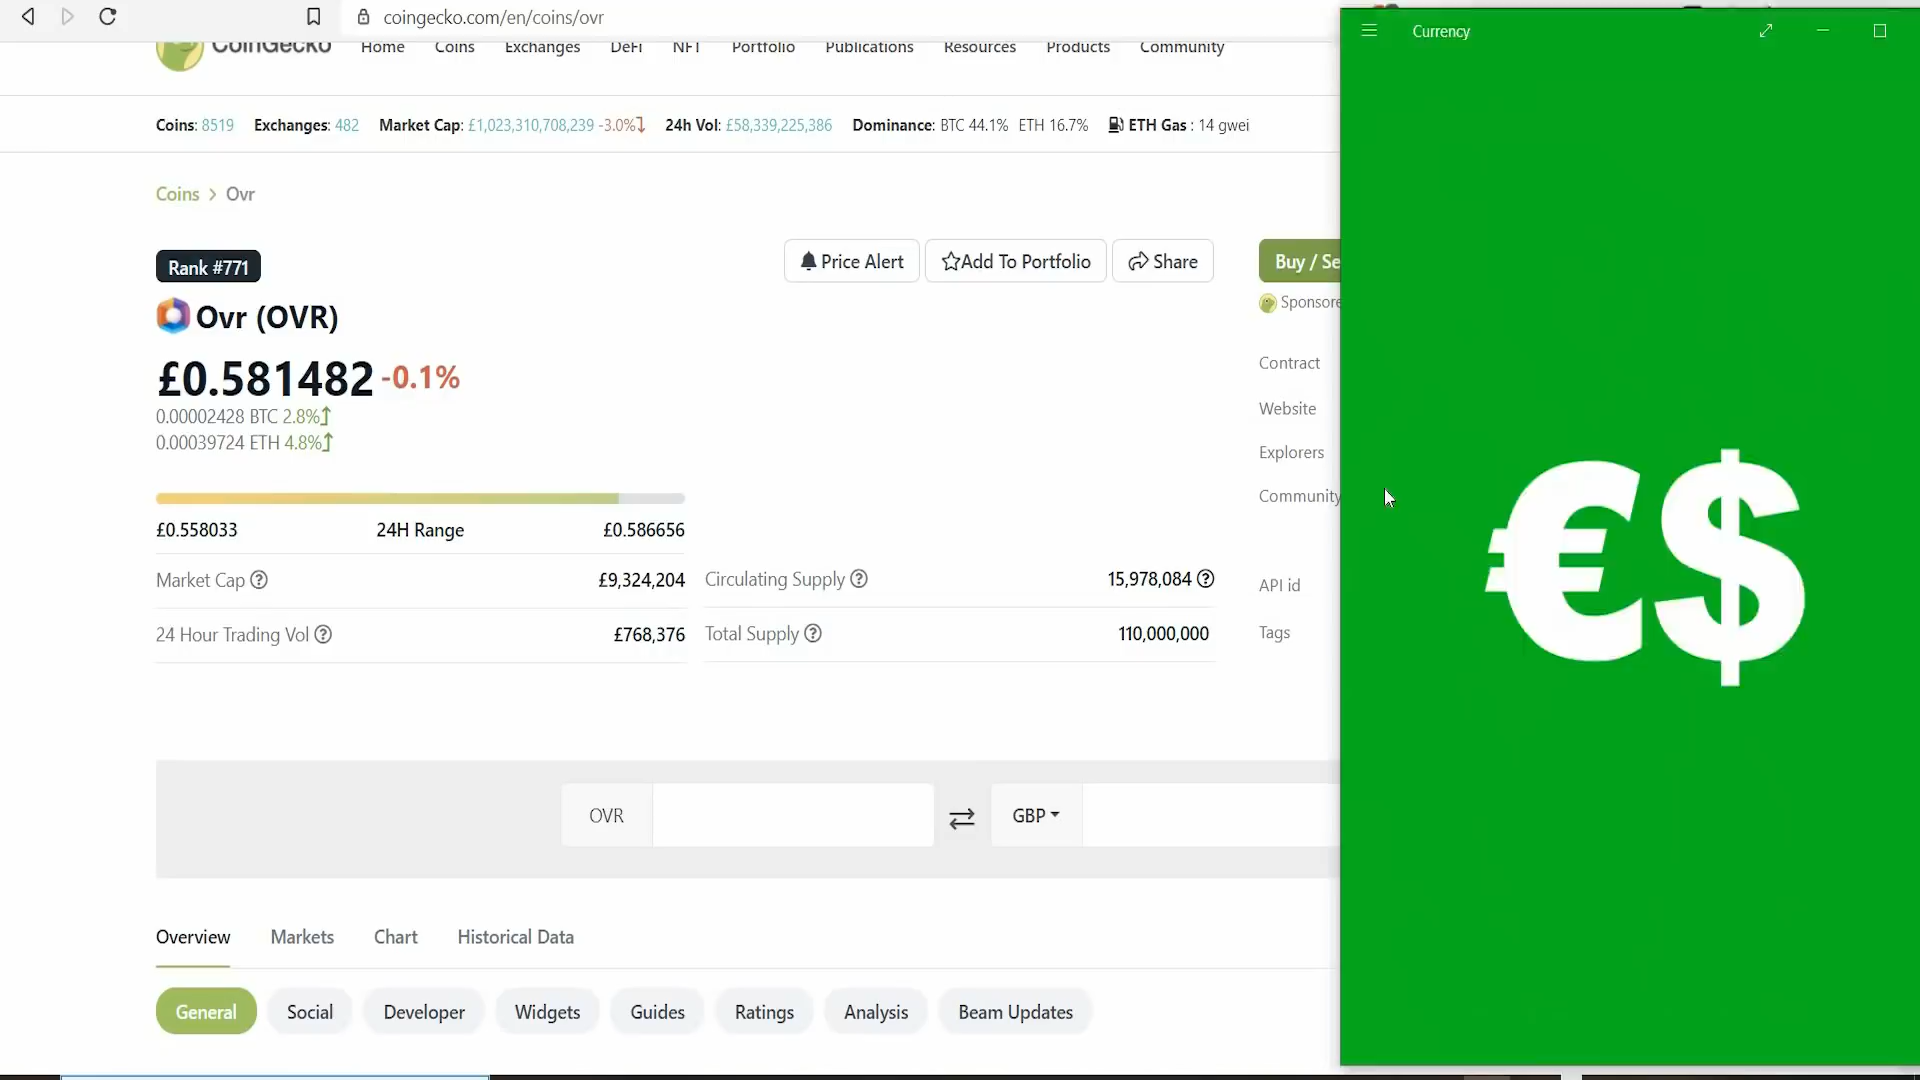 coingecko.com/en/coins/ovr
Currency
CoinGecko Home Coins Exchanges DeFi NFT Portfolio Publications Resources Products Community
Coins: 8519 Exchanges: 482 Market Cap: £1,023,310,708,239 -3.0% 24h Vol: £58,339,225,386 Dominance: BTC 44.1% ETH 16.7% ETH Gas : 14 gwei
Coins > Ovr
Rank #771
Price Alert Add To Portfolio Share
Buy / Se
Ovr (OVR)
Sponsore
£0.581482 -0.1%
0.00002428 BTC 2.8%
0.00039724 ETH 4.8%
Contract
Website
Explorers
Community
API id
Tags
£0.558033 24H Range £0.586656
Market Cap £9,324,204
Circulating Supply 15,978,084
24 Hour Trading Vol £768,376
Total Supply 110,000,000
€$
OVR
GBP
Overview Markets Chart Historical Data
General Social Developer Widgets Guides Ratings Analysis Beam Updates